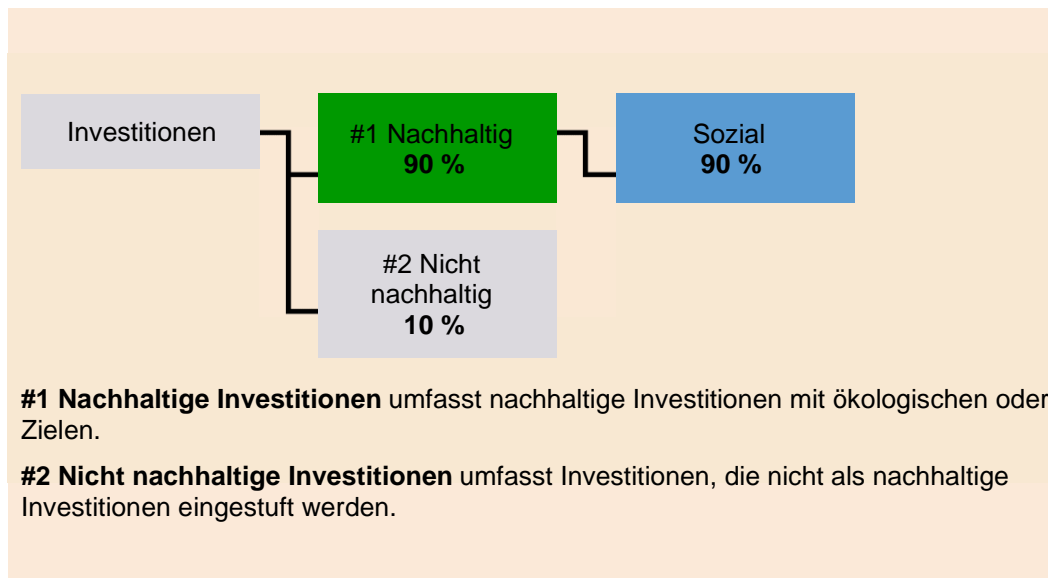 Investitionen
#1 Nachhaltig
90 %
Sozial
90 %
#2 Nicht
nachhaltig
10 %
#1 Nachhaltige Investitionen umfasst nachhaltige Investitionen mit ökologischen oder
Zielen.
#2 Nicht nachhaltige Investitionen umfasst Investitionen, die nicht als nachhaltige
Investitionen eingestuft werden.